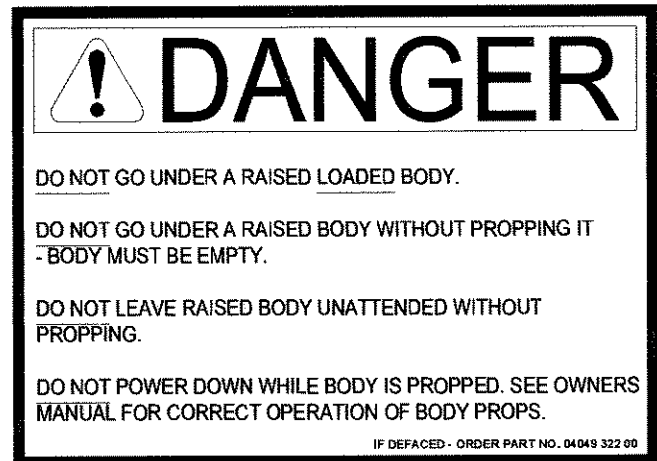 DANGER
DO NOT GO UNDER A RAISED LOADED BODY.
DO NOT GO UNDER A RAISED BODY WITHOUT PROPPING IT
- BODY MUST BE EMPTY.
DO NOT LEAVE RAISED BODY UNATTENDED WITHOUT
PROPPING.
DO NOT POWER DOWN WHILE BODY IS PROPPED. SEE OWNERS
MANUAL FOR CORRECT OPERATION OF BODY PROPS.
IF DEFACED - ORDER PART NO. 04049 322 00